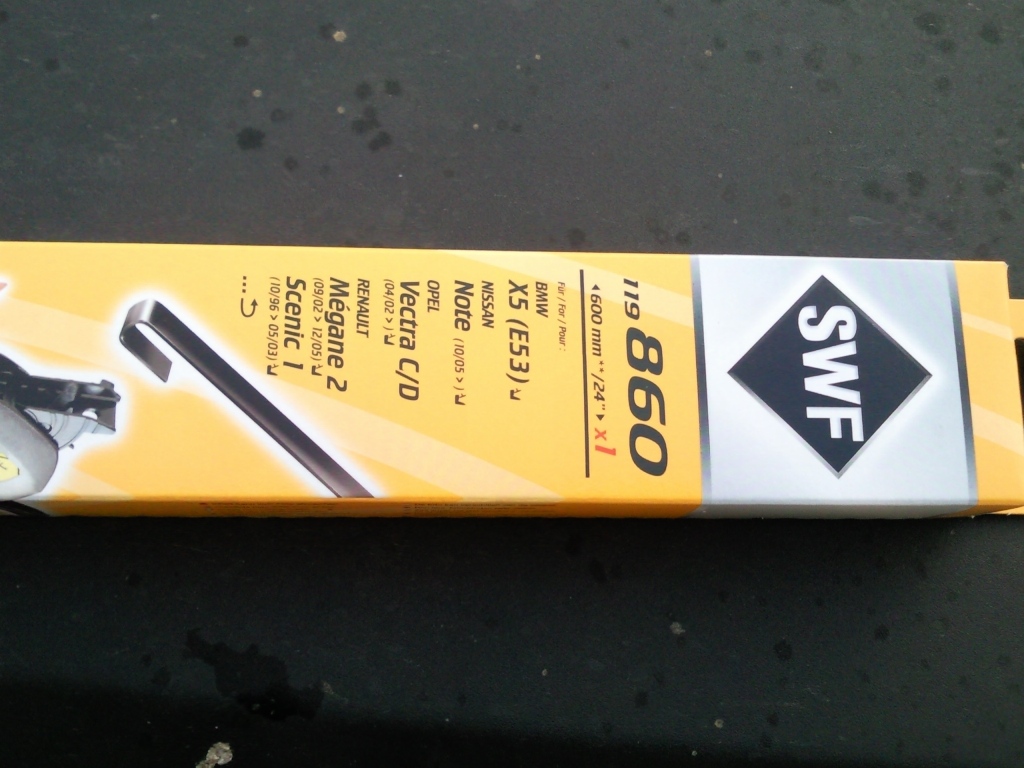 SWF
119 860
◄600 mm** /24"► x1
Für / For / Pour :
BMW
X5 (E53)
NISSAN
Note (10/05 > )
OPEL
Vectra C/D
(04/02 > )
RENAULT
Mégane 2
(09/02 > 12/05)
Scenic 1
(10/96 > 05/03)
...